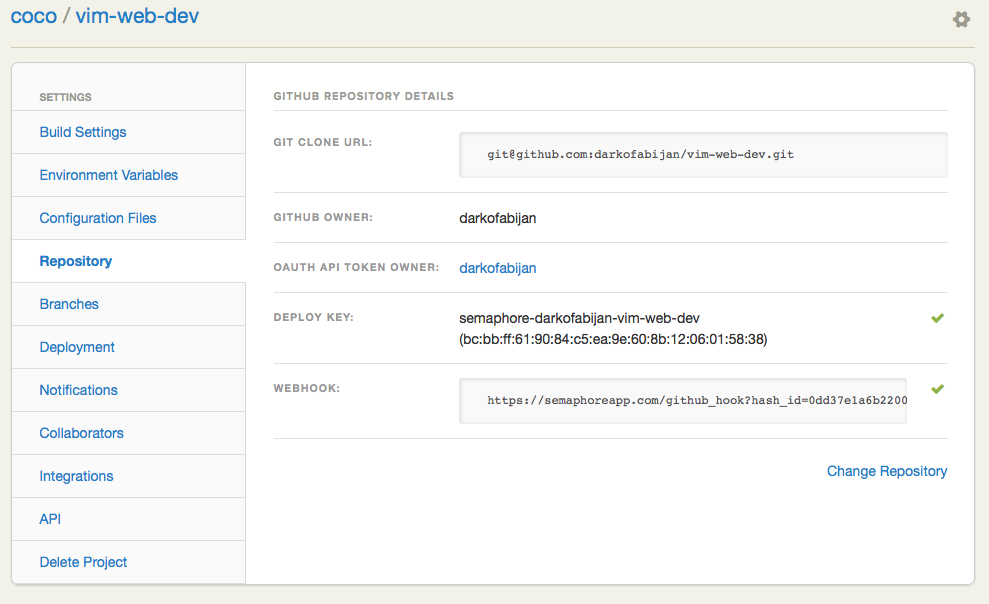 coco / vim-web-dev
SETTINGS
Build Settings
Environment Variables
Configuration Files
Repository
Branches
Deployment
Notifications
Collaborators
Integrations
API
Delete Project
GITHUB REPOSITORY DETAILS
GIT CLONE URL:
git@github.com:darkofabijan/vim-web-dev.git
GITHUB OWNER:
darkofabijan
OAUTH API TOKEN OWNER:
darkofabijan
DEPLOY KEY:
semaphore-darkofabijan-vim-web-dev
(bc:bb:ff:61:90:84:c5:ea:9e:60:8b:12:06:01:58:38)
WEBHOOK:
https://semaphoreapp.com/github_hook?hash_id=0dd37e1a6b2200
Change Repository